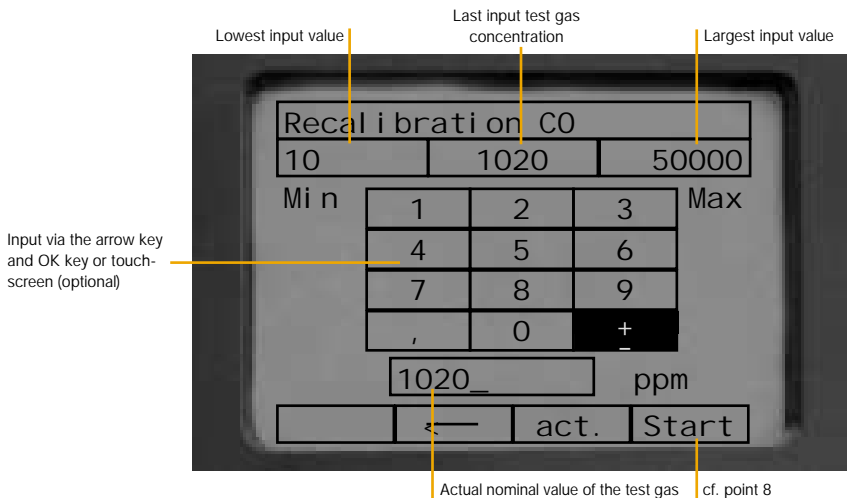 Last input test gas
concentration
Lowest input value
Largest input value
Recalibration CO
10 1020 50000
Min Max
1 2 3
4 5 6
7 8 9
, 0 +
-
Input via the arrow key
and OK key or touch-
screen (optional)
1020_ ppm
← act. Start
Actual nominal value of the test gas
cf. point 8